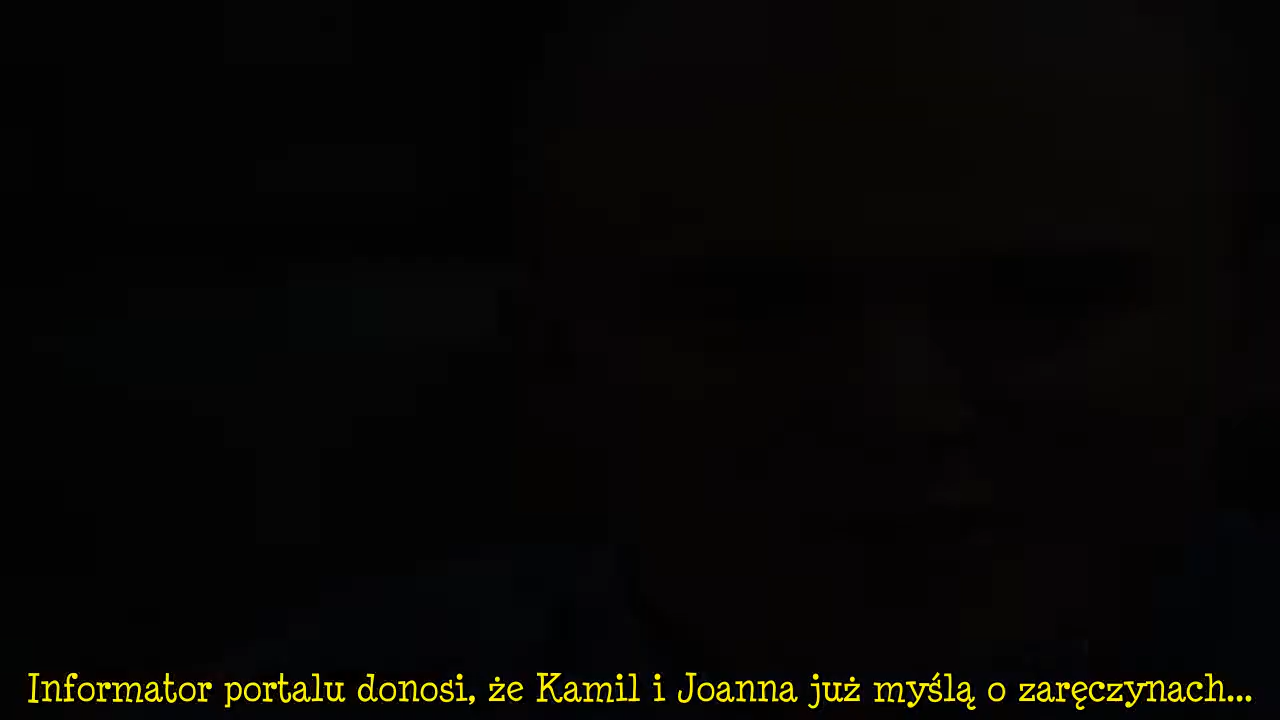 Informator portalu donosi, że Kamil i Joanna już myślą o zaręczynach...